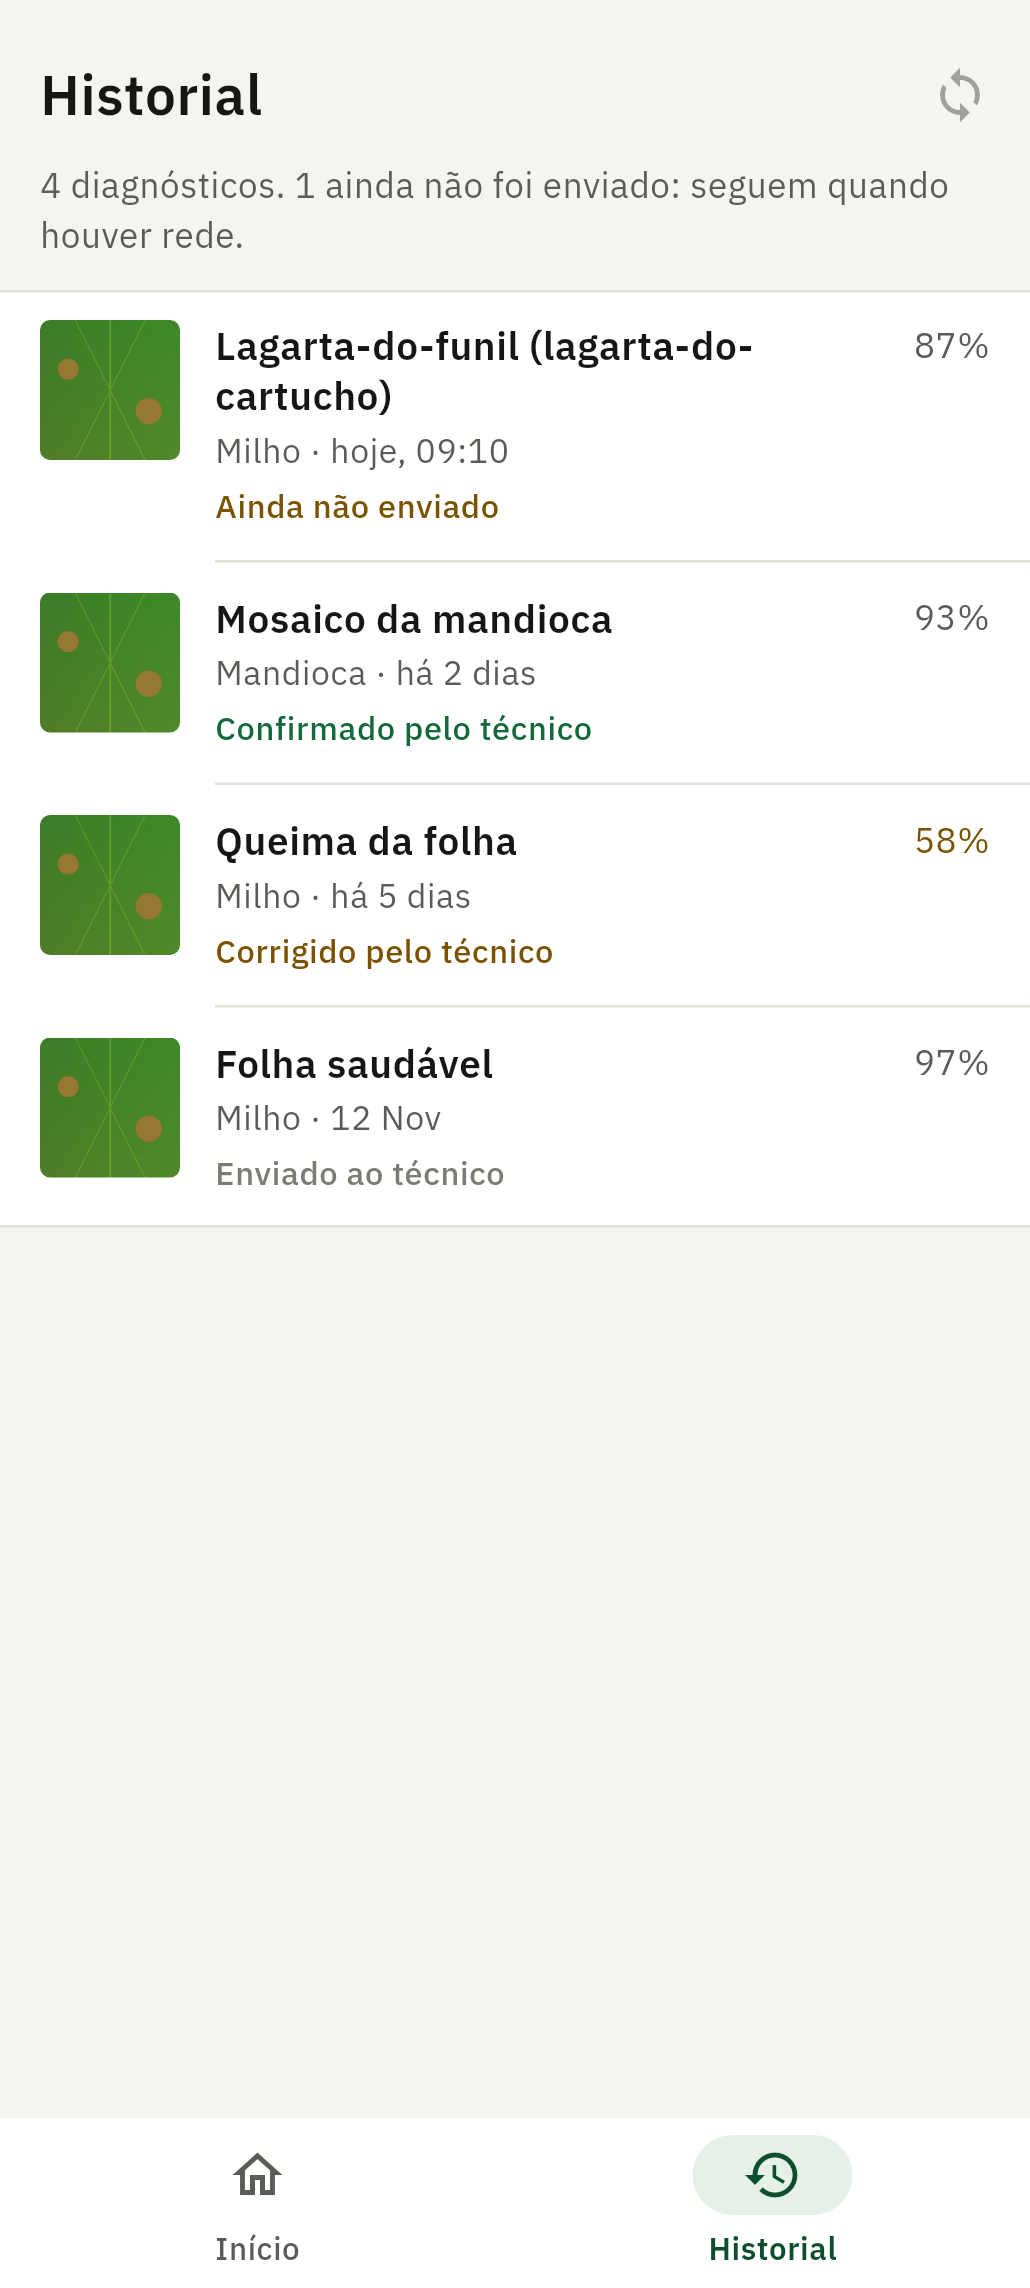 Historial
4 diagnósticos. 1 ainda não foi enviado: seguem quando
houver rede.
Lagarta-do-funil (lagarta-do-
cartucho)
87%
Milho · hoje, 09:10
Ainda não enviado
Mosaico da mandioca
93%
Mandioca · há 2 dias
Confirmado pelo técnico
Queima da folha
58%
Milho · há 5 dias
Corrigido pelo técnico
Folha saudável
97%
Milho · 12 Nov
Enviado ao técnico
Início
Historial